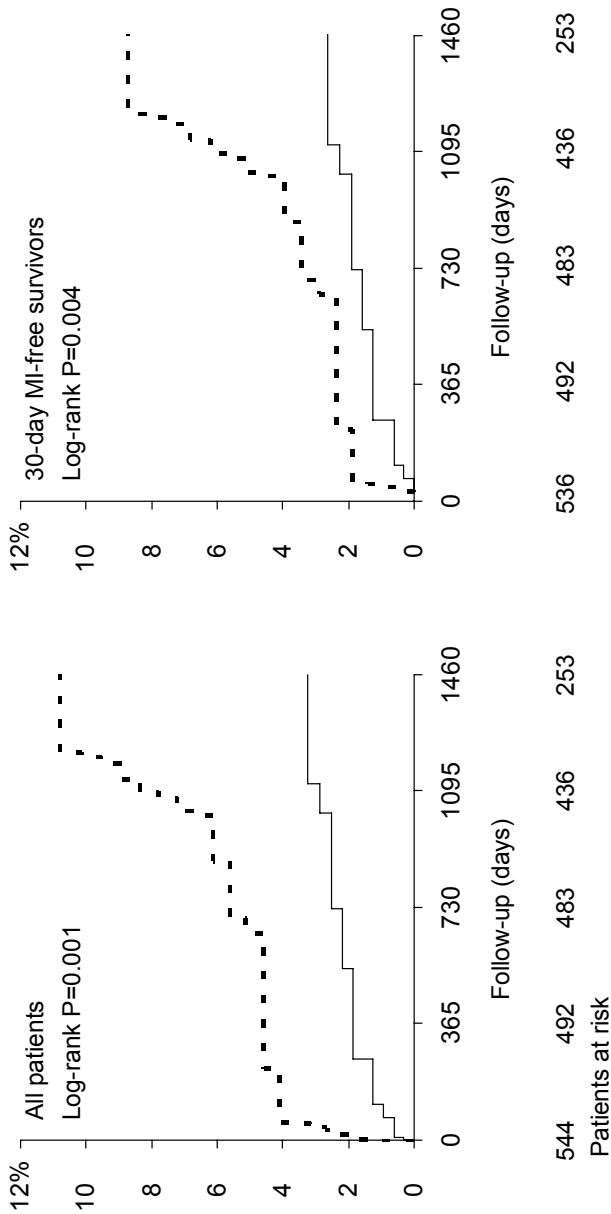 All patients
Log-rank P=0.001
12%
10
8
6
4
2
0
0 365 730 1095 1460
Follow-up (days)
544 492 483 436 253
Patients at risk
30-day MI-free survivors
Log-rank P=0.004
12%
10
8
6
4
2
0
0 365 730 1095 1460
Follow-up (days)
536 492 483 436 253